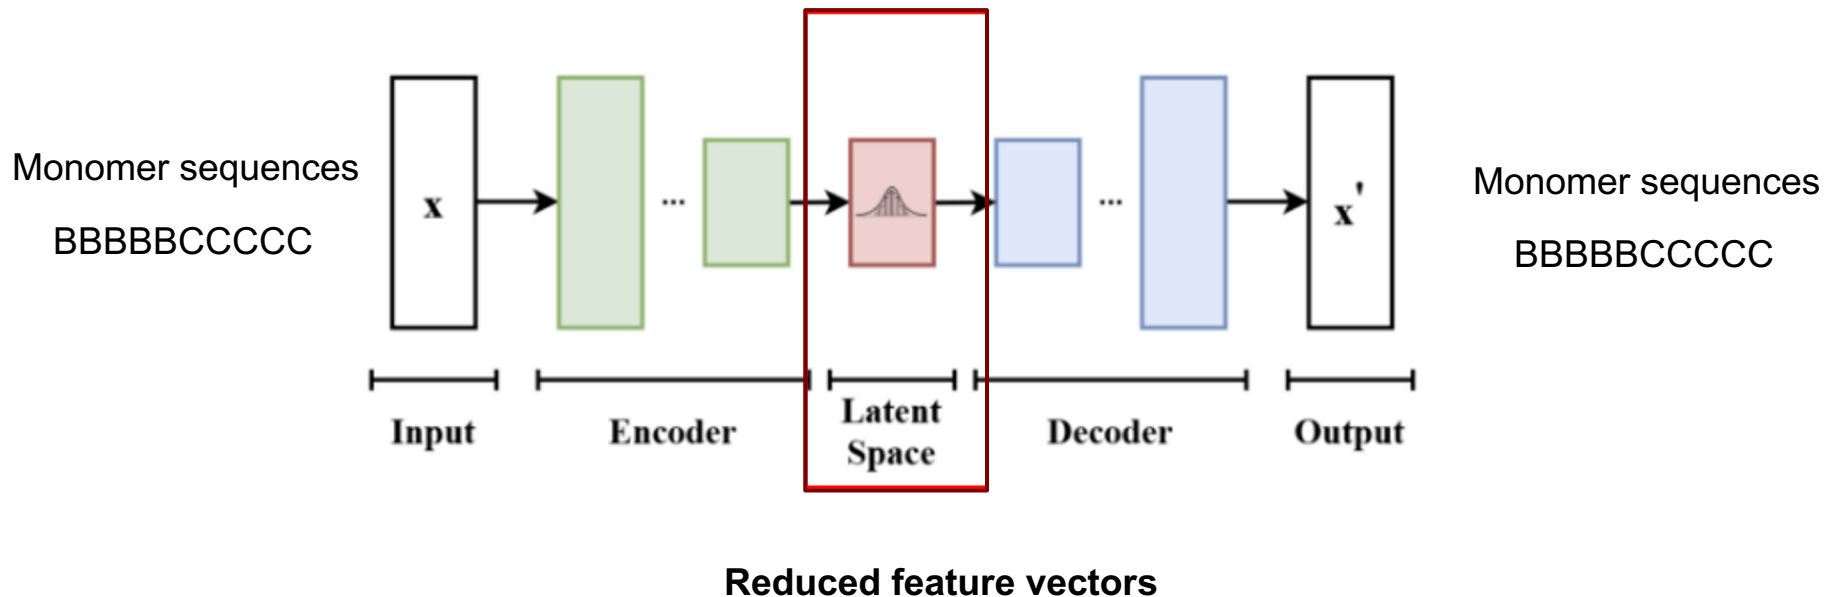 Monomer sequences
BBBBBCCCCC
x
...
...
x'
Monomer sequences
BBBBBCCCCC
Input
Encoder
Latent
Space
Decoder
Output
Reduced feature vectors